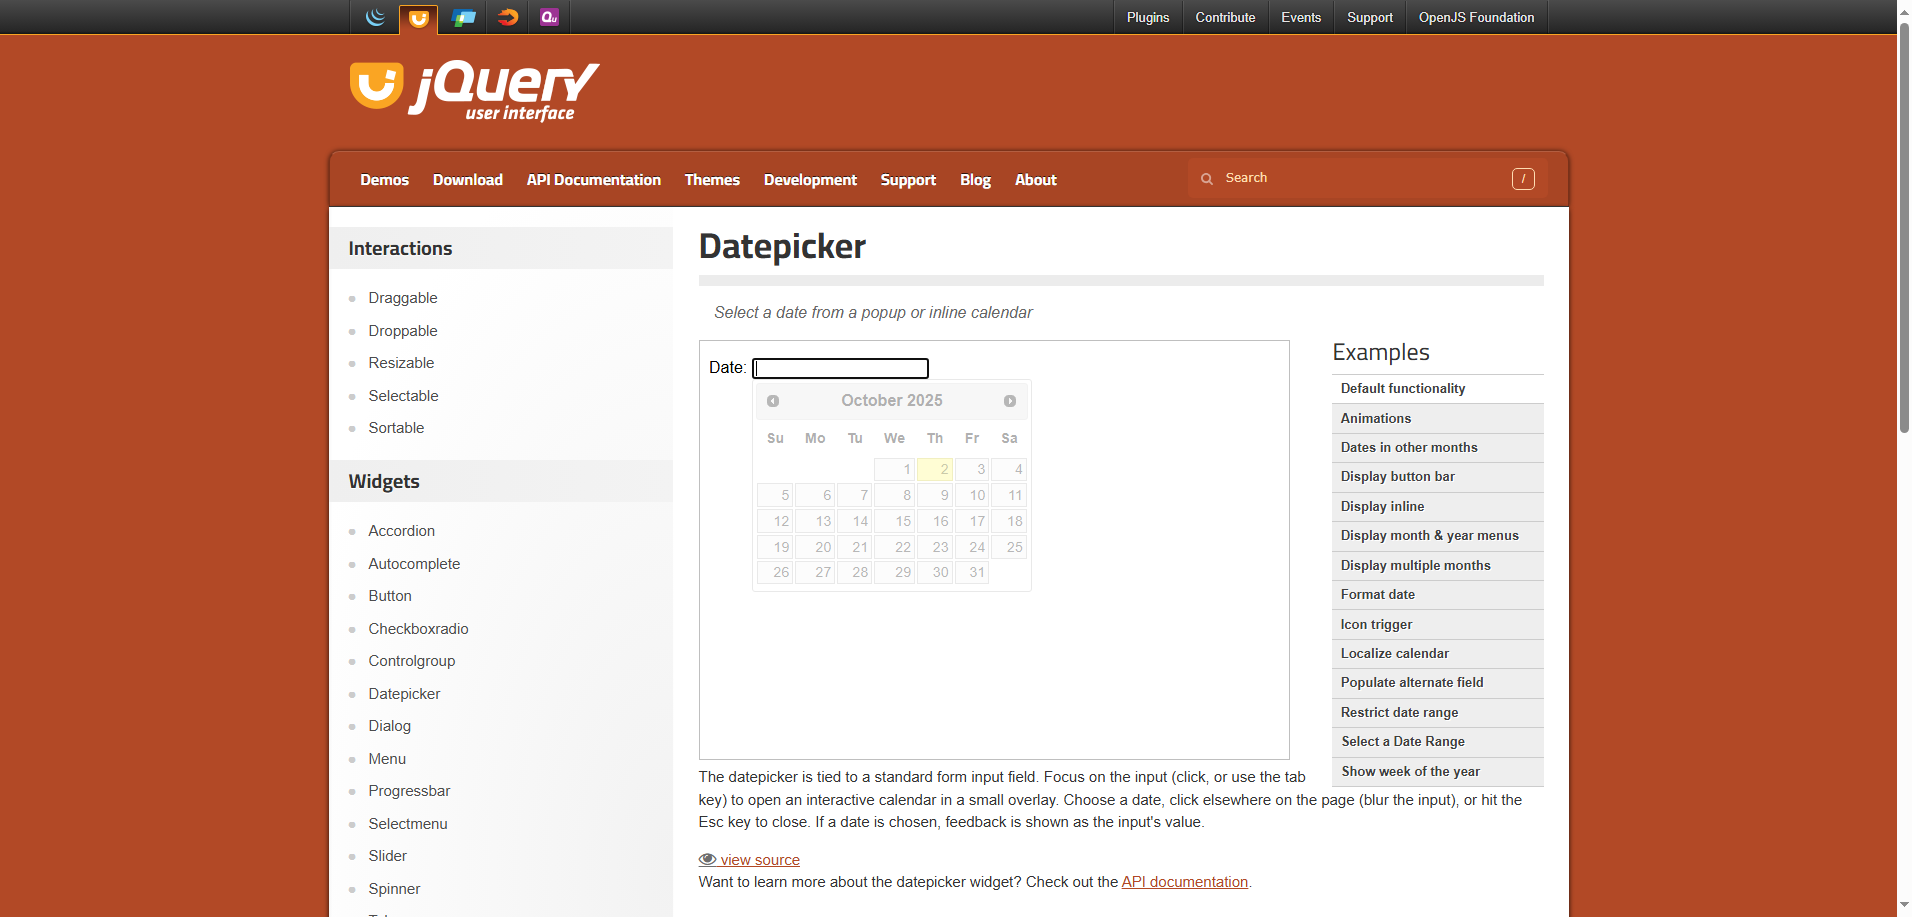 Plugins
Contribute
Events
Support
OpenJS Foundation
jQuery
user interface
Demos
Download
API Documentation
Themes
Development
Support
Blog
About
Search
/
Interactions
Draggable
Droppable
Resizable
Selectable
Sortable
Widgets
Accordion
Autocomplete
Button
Checkboxradio
Controlgroup
Datepicker
Dialog
Menu
Progressbar
Selectmenu
Slider
Spinner
Datepicker
Select a date from a popup or inline calendar
Date:
October 2025
Su Mo Tu We Th Fr Sa
1 2 3 4
5 6 7 8 9 10 11
12 13 14 15 16 17 18
19 20 21 22 23 24 25
26 27 28 29 30 31
Examples
Default functionality
Animations
Dates in other months
Display button bar
Display inline
Display month & year menus
Display multiple months
Format date
Icon trigger
Localize calendar
Populate alternate field
Restrict date range
Select a Date Range
Show week of the year
The datepicker is tied to a standard form input field. Focus on the input (click, or use the tab
key) to open an interactive calendar in a small overlay. Choose a date, click elsewhere on the page (blur the input), or hit the
Esc key to close. If a date is chosen, feedback is shown as the input's value.
view source
Want to learn more about the datepicker widget? Check out the API documentation.